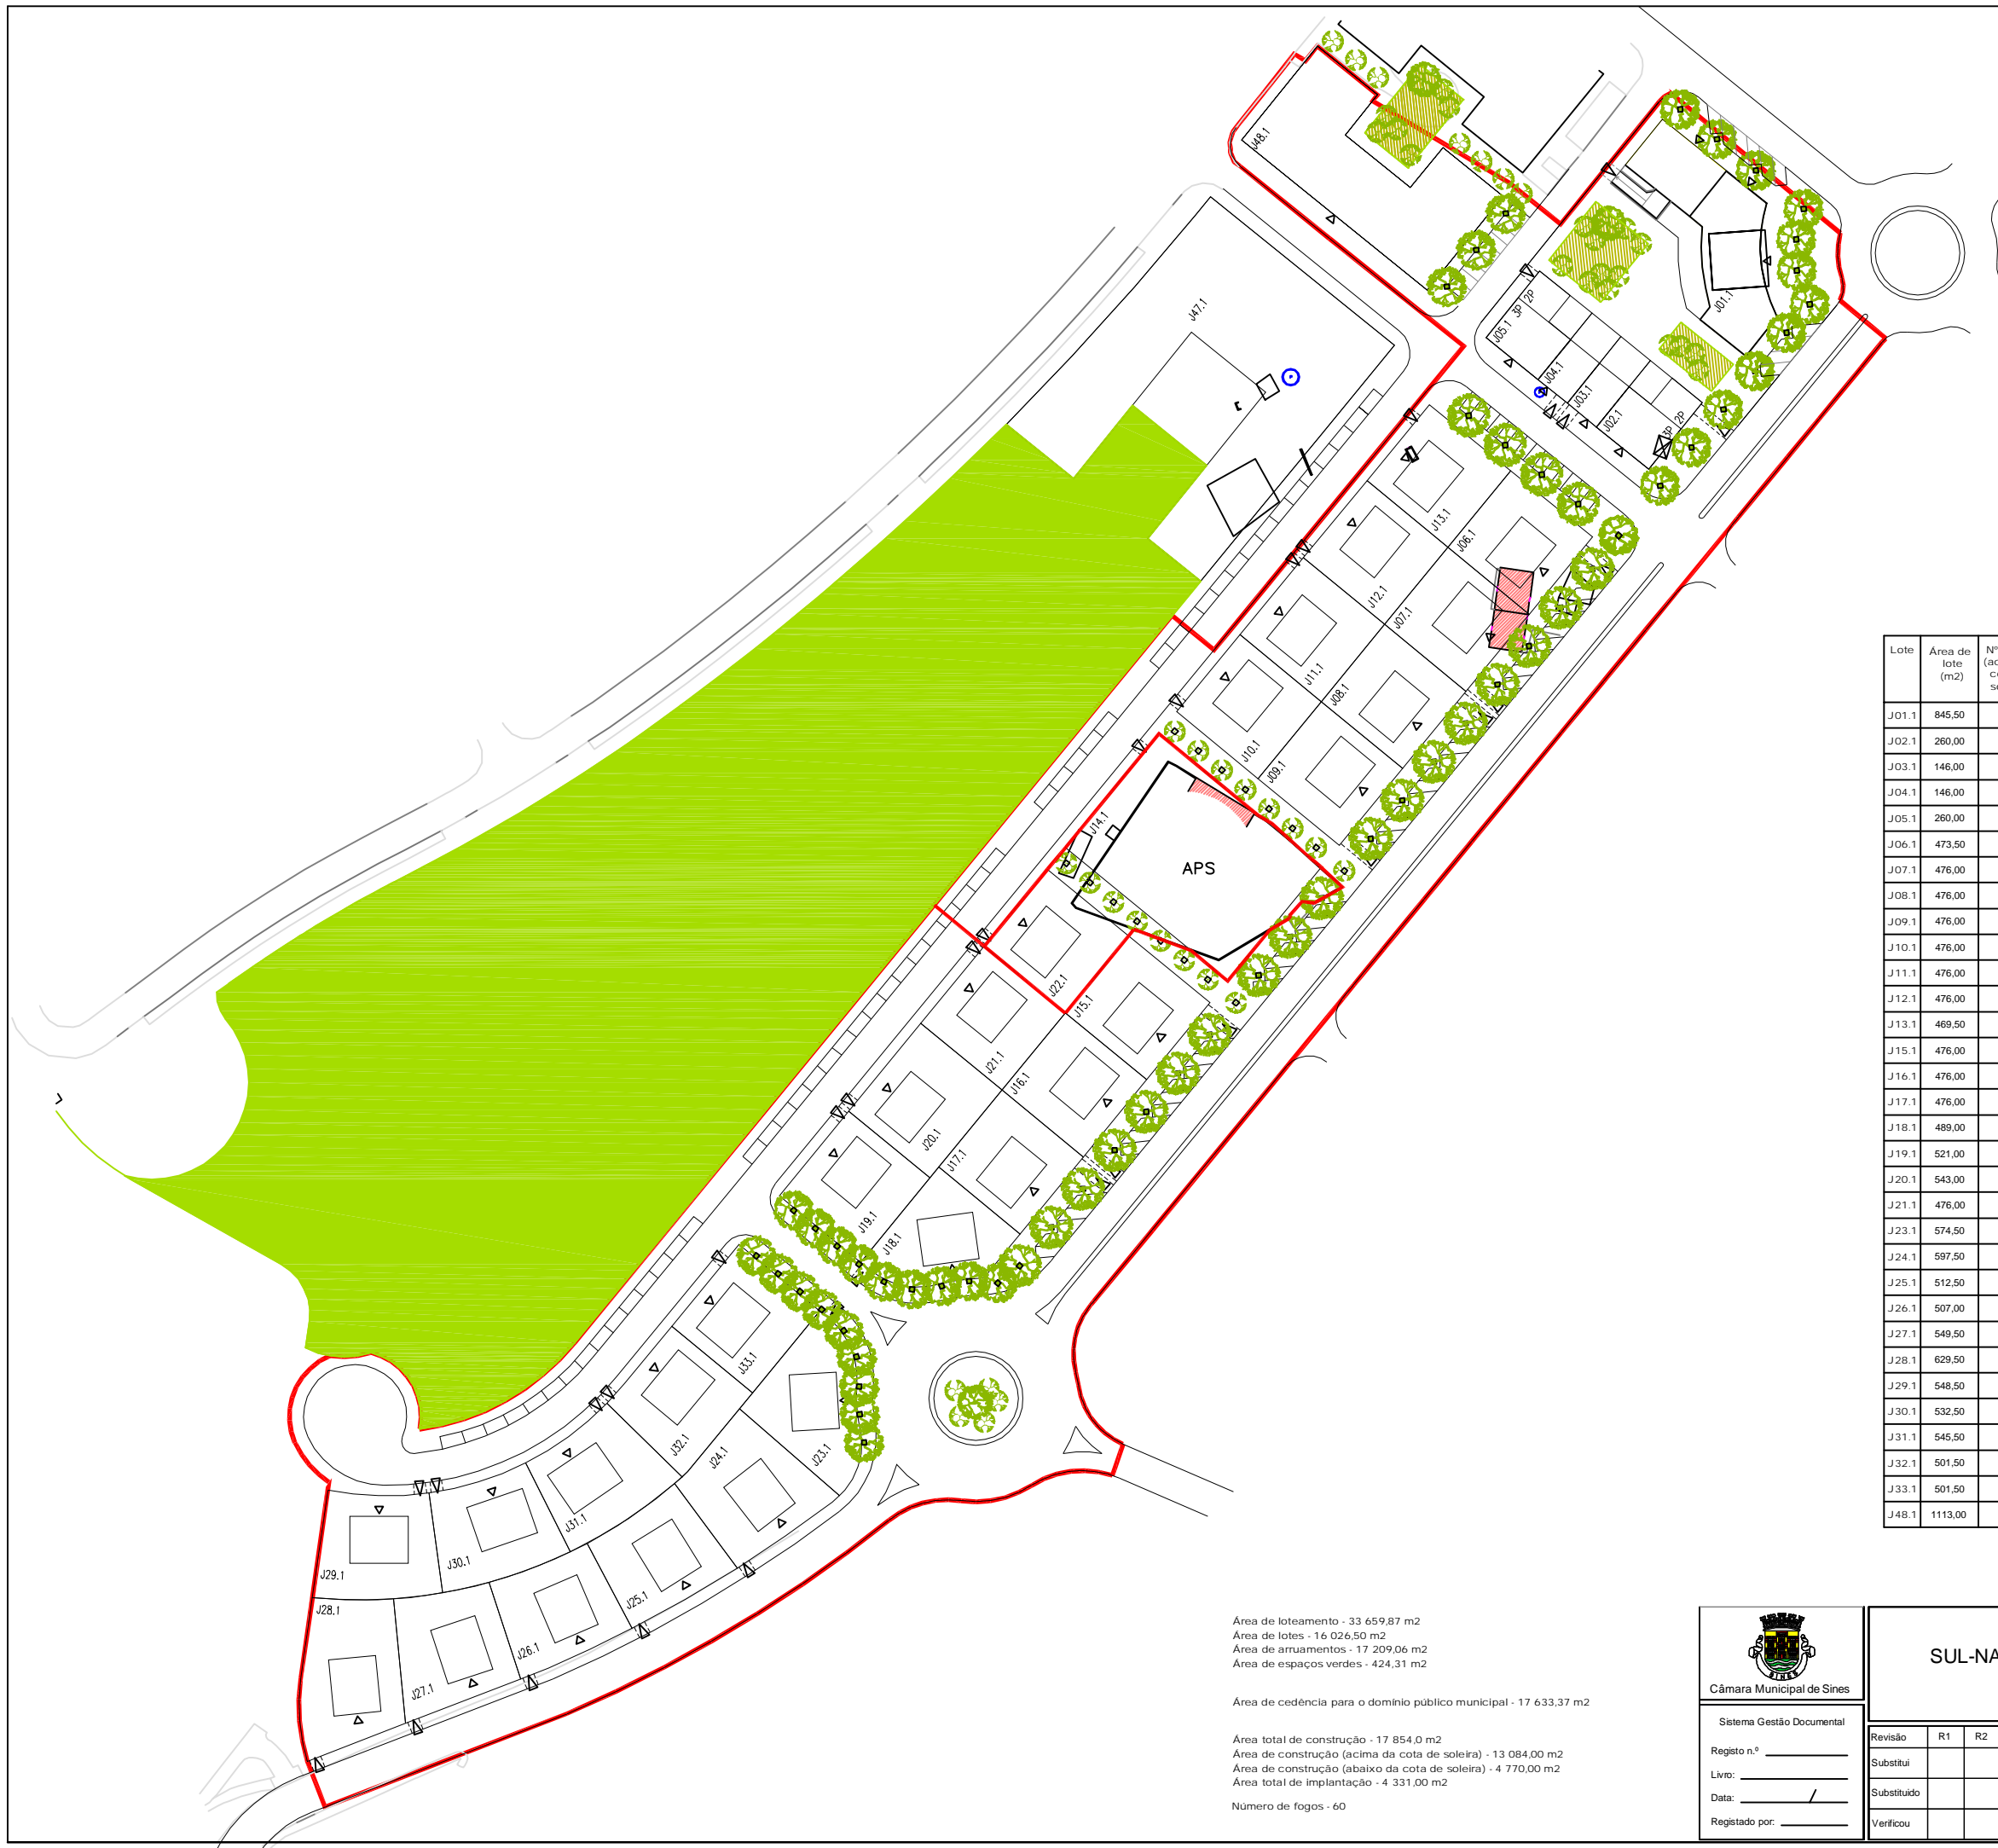 J48.1
J47.1
J01.1
J05.1
3P
2P
J04.1
J03.1
J02.1
3P
2P
J13.1
J06.1
J12.1
J07.1
J11.1
J08.1
J10.1
J09.1
J14.1
APS
J22.1
J15.1
J21.1
J16.1
J20.1
J17.1
J19.1
J18.1
J33.1
J32.1
J24.1
J23.1
J31.1
J30.1
J29.1
J28.1
J25.1
J26.1
J27.1
Lote Área de lote (m2)
J01.1 845,50
J02.1 260,00
J03.1 146,00
J04.1 146,00
J05.1 260,00
J06.1 473,50
J07.1 476,00
J08.1 476,00
J09.1 476,00
J10.1 476,00
J11.1 476,00
J12.1 476,00
J13.1 469,50
J15.1 476,00
J16.1 476,00
J17.1 476,00
J18.1 489,00
J19.1 521,00
J20.1 543,00
J21.1 476,00
J23.1 574,50
J24.1 597,50
J25.1 512,50
J26.1 507,00
J27.1 549,50
J28.1 629,50
J29.1 548,50
J30.1 532,50
J31.1 545,50
J32.1 501,50
J33.1 501,50
J48.1 1113,00
Área de loteamento - 33 659,87 m2
Área de lotes - 16 026,50 m2
Área de arruamentos - 17 209,06 m2
Área de espaços verdes - 424,31 m2
Área de cedência para o domínio público municipal - 17 633,37 m2
Área total de construção - 17 854,0 m2
Área de construção (acima da cota de soleira) - 13 084,00 m2
Área de construção (abaixo da cota de soleira) - 4 770,00 m2
Área total de implantação - 4 331,00 m2
Número de fogos - 60
SINES
Câmara Municipal de Sines
Sistema Gestão Documental
Registo n.º
Livro:
Data: /
Registado por:
SUL-NA
Revisão R1 R2
Substitui
Substituido
Verificou